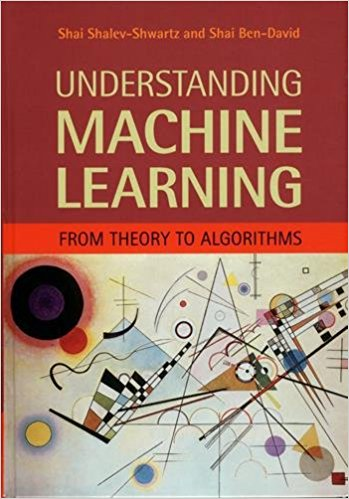 Shai Shalev-Shwartz and Shai Ben-David
UNDERSTANDING
MACHINE
LEARNING
FROM THEORY TO ALGORITHMS